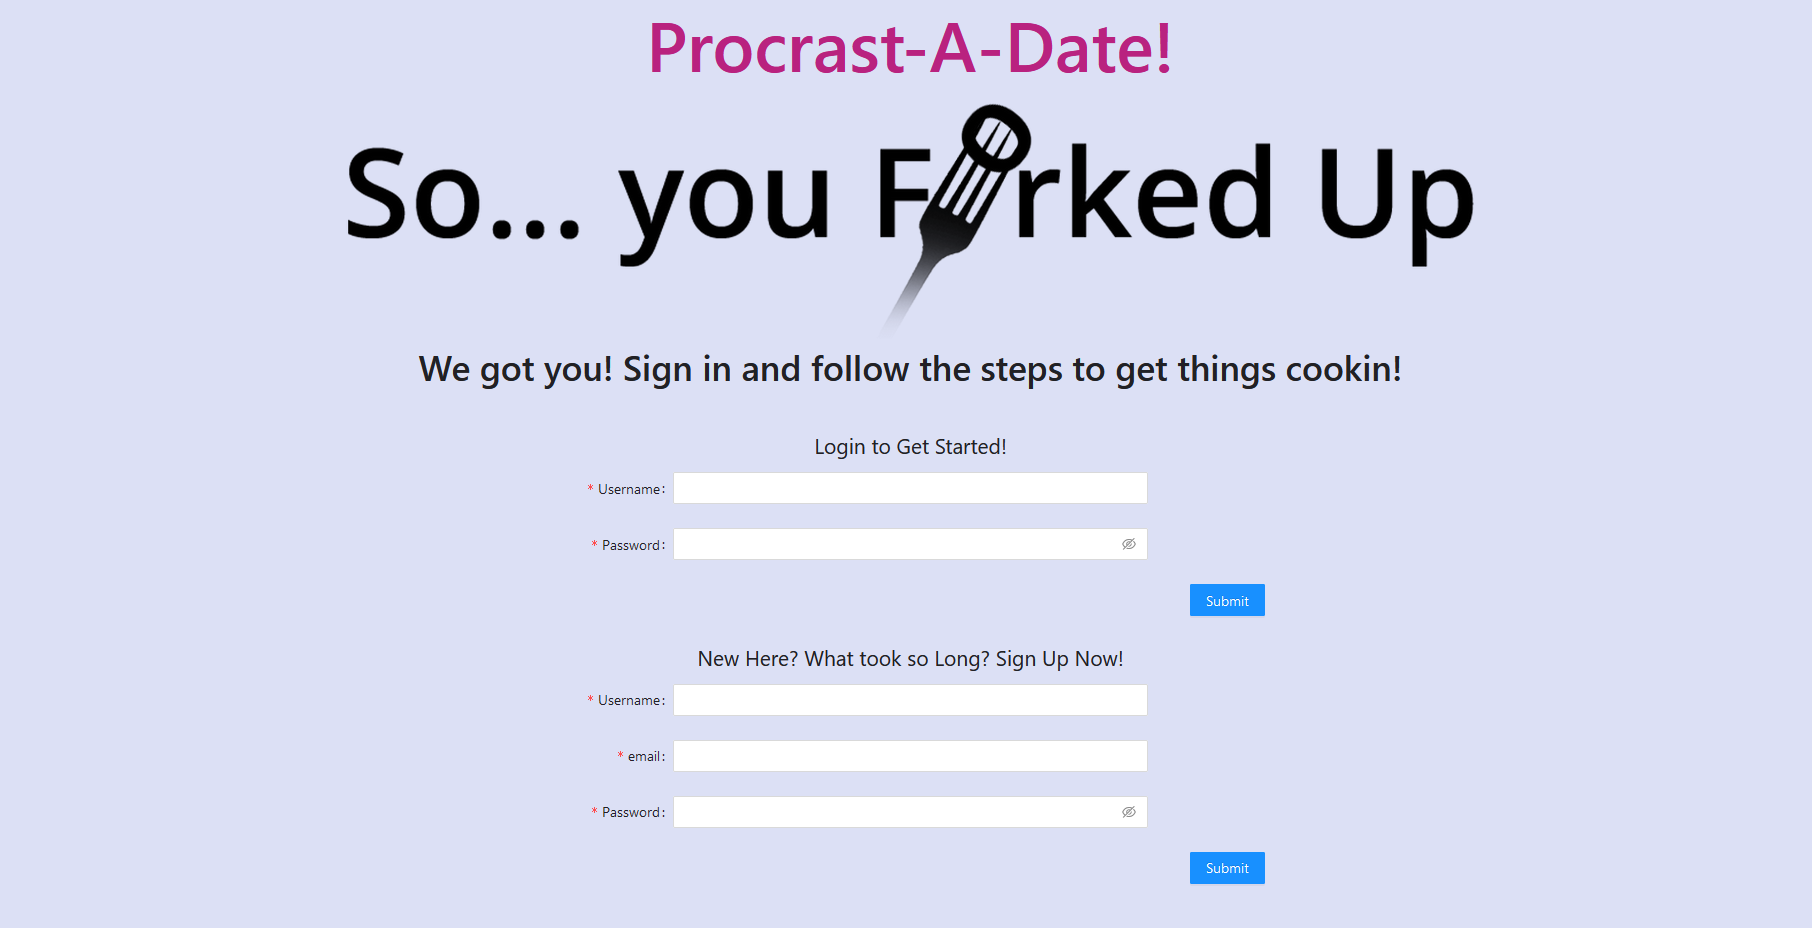 Procrast-A-Date!
So... you Forked Up
We got you! Sign in and follow the steps to get things cookin!
Login to Get Started!
* Username:
* Password:
Submit
New Here? What took so Long? Sign Up Now!
* Username:
* email:
* Password:
Submit